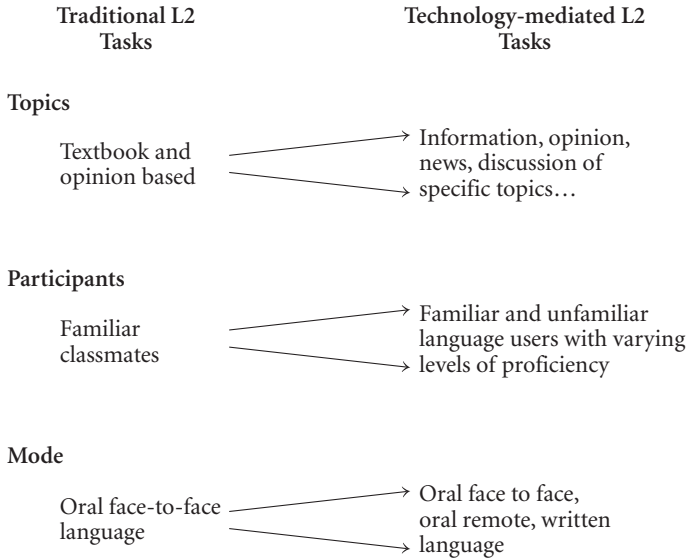 Traditional L2
Tasks
Technology-mediated L2
Tasks
Topics
Textbook and
opinion based
Information, opinion,
news, discussion of
specific topics…
Participants
Familiar
classmates
Familiar and unfamiliar
language users with varying
levels of proficiency
Mode
Oral face-to-face
language
Oral face to face,
oral remote, written
language